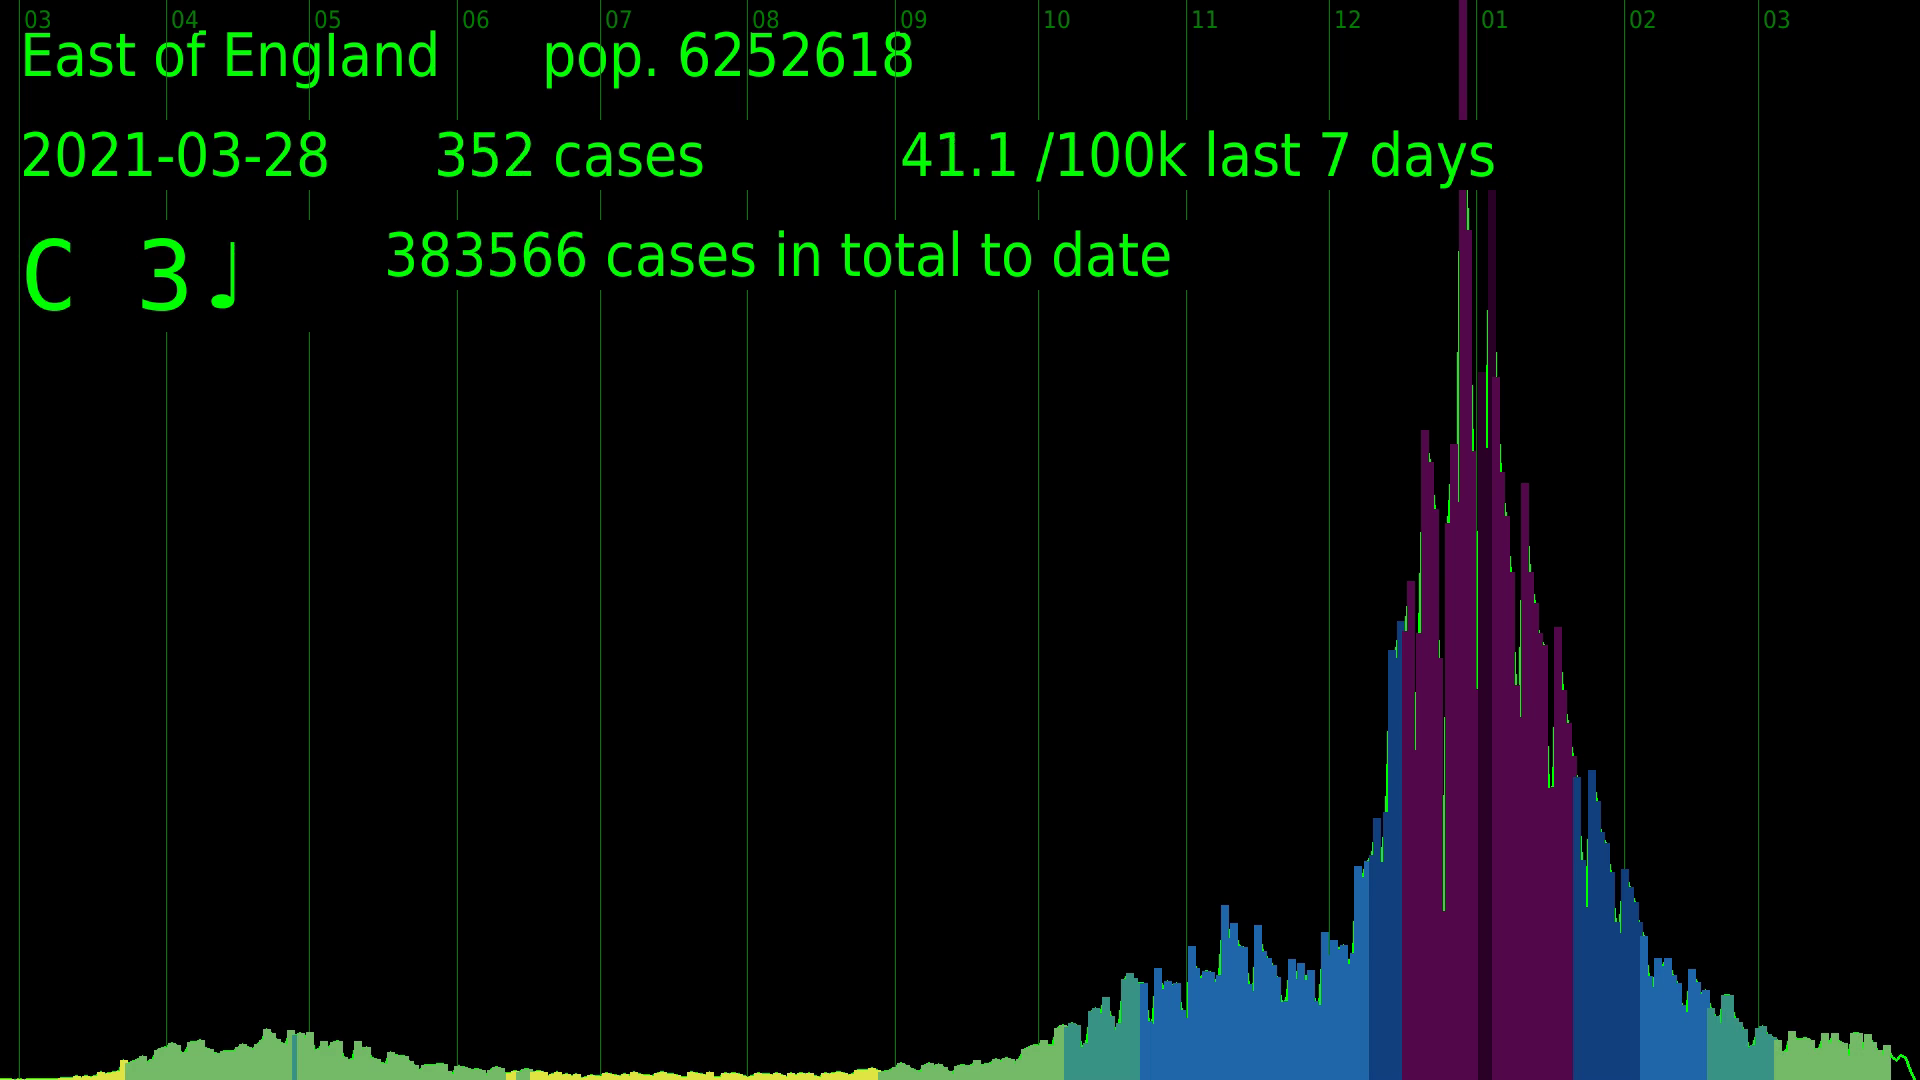 03 04 05 06 07 08 09 10 11 12 01 02 03
East of England pop. 6252618
2021-03-28 352 cases 41.1 /100k last 7 days
C 3♩ 383566 cases in total to date